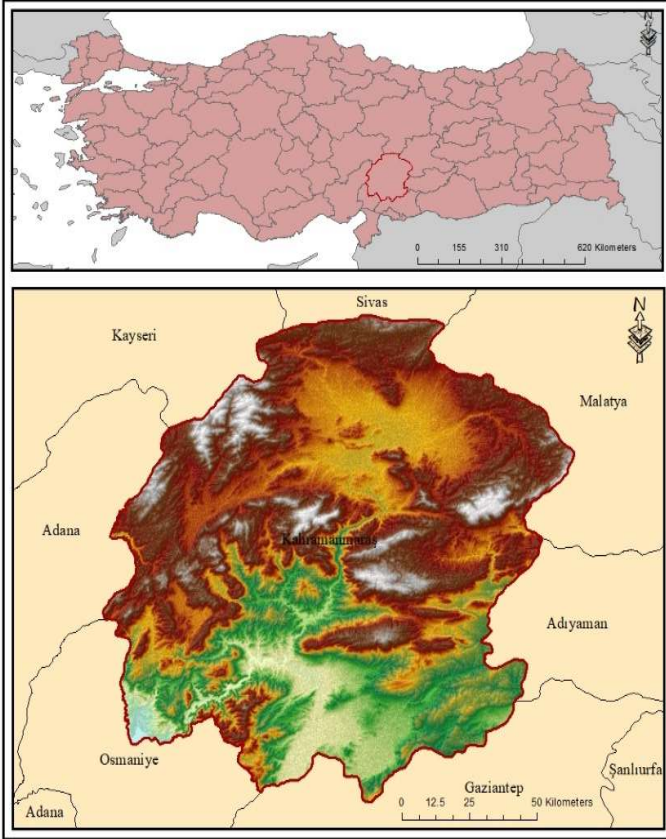 N
0 155 310 620 Kilometers
Sivas
N
Kayseri
Malatya
Adana
Kahramanmaraş
Adıyaman
Osmaniye
Şanlıurfa
Gaziantep
Adana
0 12.5 25 50 Kilometers